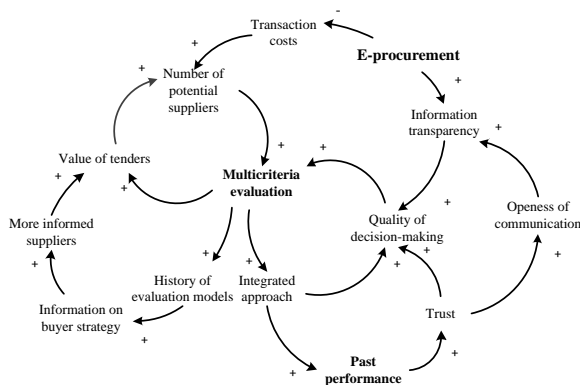 -
Transaction
costs
+
E-procurement
+
Number of
potential
suppliers
+
+
Information
transparency
+
Value of tenders
+
+
Multicriteria
evaluation
+
+
+
More informed
suppliers
Quality of
decision-making
Openess of
communication
+
+
+
+
+
+
History of
evaluation models
Integrated
approach
Information on
buyer strategy
+
Trust
+
+
Past
performance